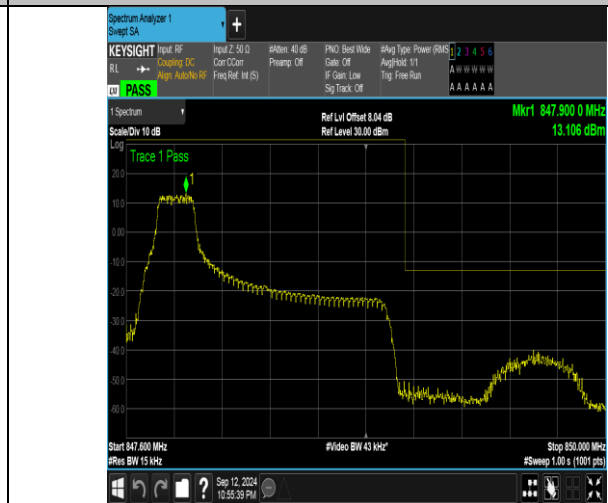 Spectrum Analyzer 1
Swept SA
+
KEYSIGHT Input: RF Input Z: 50 Ω #Atten: 40 dB PNO: Best Wide #Avg Type: Power (RMS 1 2 3 4 5 6
RL Coupling: DC Corr CCorr Preamp: Off Gate: Off Avg|Hold: 1/1 A W W W W W
Align: Auto/No RF Freq Ref: Int (S) IF Gain: Low Trig: Free Run
PASS Sig Track: Off A A A A A A
1 Spectrum Ref Lvl Offset 8.04 dB Mkr1 847.900 0 MHz
Scale/Div 10 dB Ref Level 30.00 dBm 13.106 dBm
Log
Trace 1 Pass
20.0
1
10.0
0.00
-10.0
-20.0
-30.0
-40.0
-50.0
-60.0
Start 847.600 MHz #Video BW 43 kHz* Stop 850.000 MHz
#Res BW 15 kHz #Sweep 1.00 s (1001 pts)
? Sep 12, 2024
10:55:39 PM